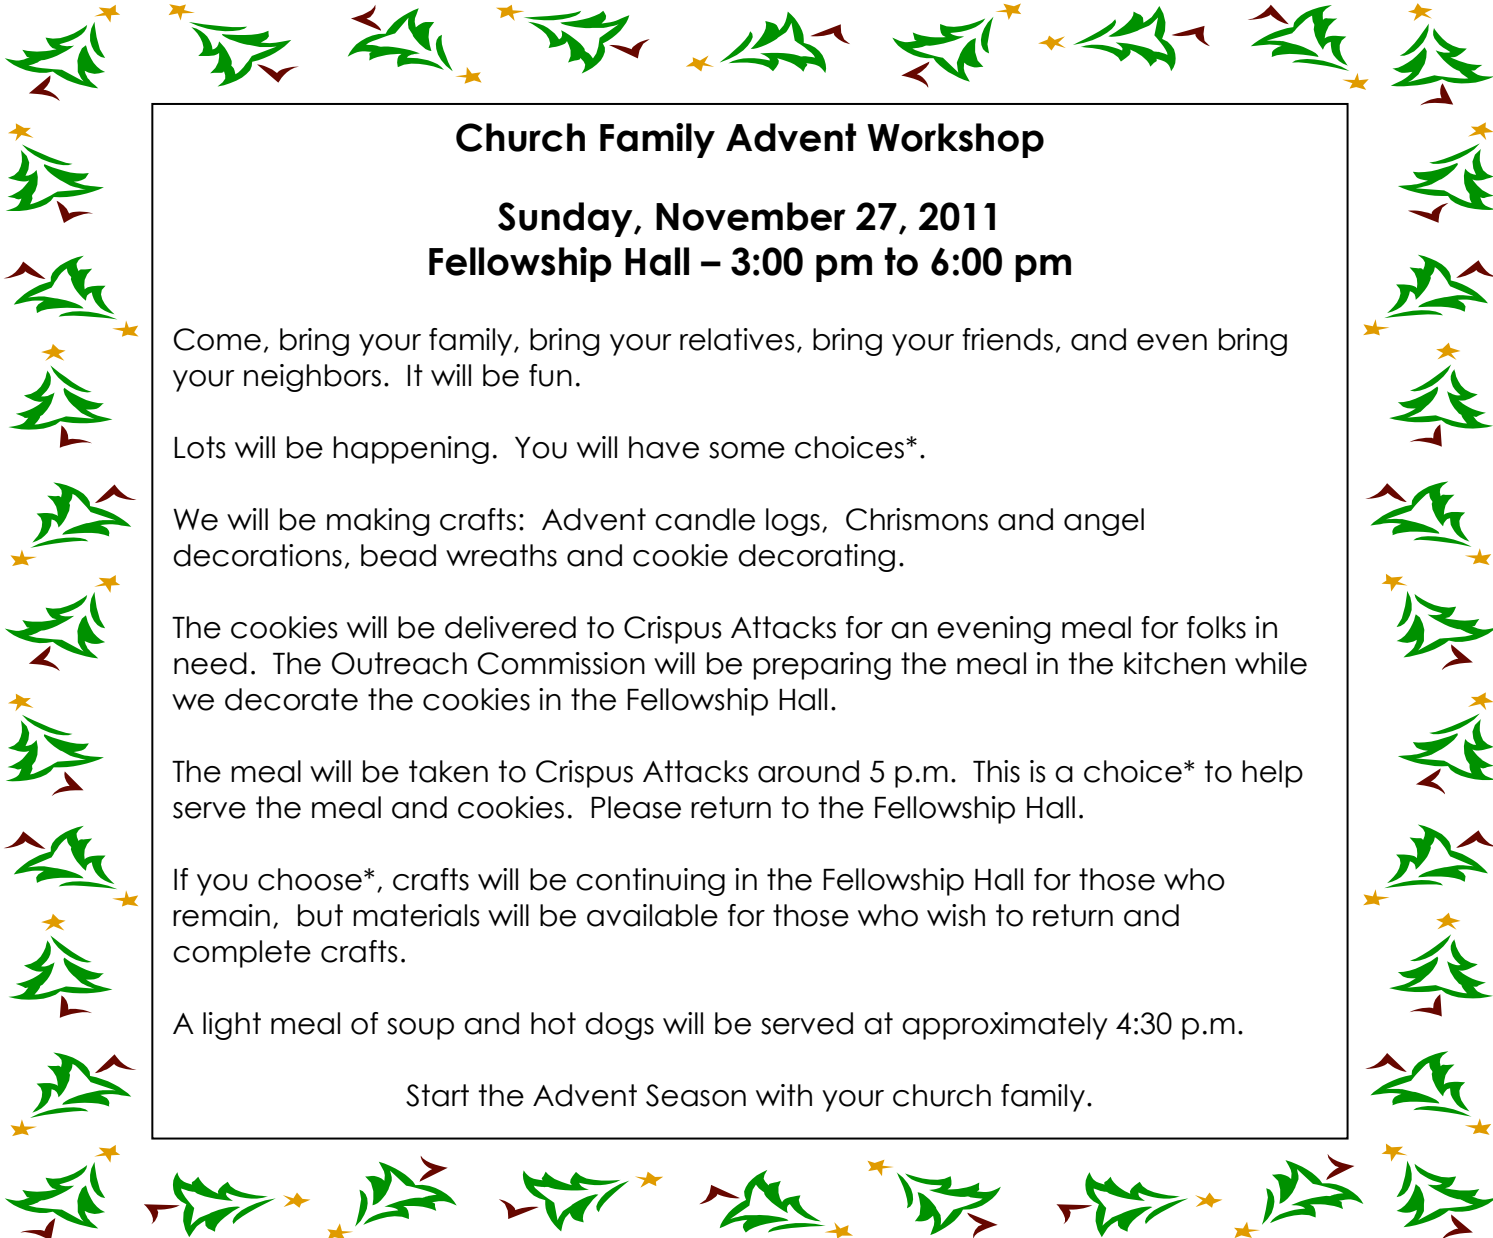 Church Family Advent Workshop
Sunday, November 27, 2011
Fellowship Hall – 3:00 pm to 6:00 pm
Come, bring your family, bring your relatives, bring your friends, and even bring
your neighbors.  It will be fun.
Lots will be happening.  You will have some choices*.
We will be making crafts:  Advent candle logs,  Chrismons and angel
decorations, bead wreaths and cookie decorating.
The cookies will be delivered to Crispus Attacks for an evening meal for folks in
need.  The Outreach Commission will be preparing the meal in the kitchen while
we decorate the cookies in the Fellowship Hall.
The meal will be taken to Crispus Attacks around 5 p.m.  This is a choice* to help
serve the meal and cookies.  Please return to the Fellowship Hall.
If you choose*, crafts will be continuing in the Fellowship Hall for those who
remain,  but materials will be available for those who wish to return and
complete crafts.
A light meal of soup and hot dogs will be served at approximately 4:30 p.m.
Start the Advent Season with your church family.